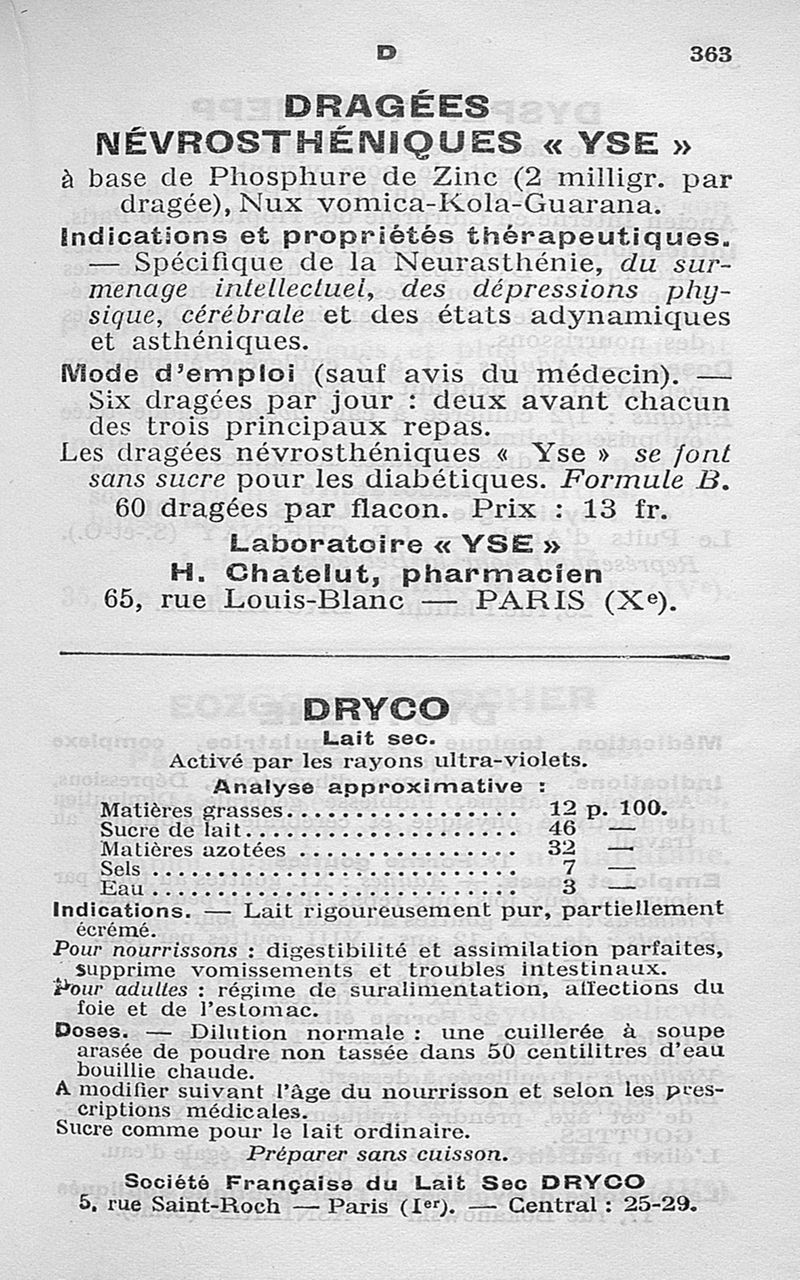 D 363
DRAGÉES
NÉVROSTHÉNIQUES « YSE »
à base de Phosphure de Zinc (2 milligr. par
dragée), Nux vomica-Kola-Guarana.
Indications et propriétés thérapeutiques.
— Spécifique de la Neurasthénie, du sur-
menage intellectuel, des dépressions phy-
sique, cérébrale et des états adynamiques
et asthéniques.
Mode d'emploi (sauf avis du médecin). —
Six dragées par jour : deux avant chacun
des trois principaux repas.
Les dragées névrosthéniques « Yse » se font
sans sucre pour les diabétiques. Formule B.
60 dragées par flacon. Prix : 13 fr.
Laboratoire « YSE »
H. Chatelut, pharmacien
65, rue Louis-Blanc — PARIS (Xe).
DRYCO
Lait sec.
Activé par les rayons ultra-violets.
Analyse approximative :
Matières grasses.................. 12 p. 100.
Sucre de lait..................... 46 —
Matières azotées ................. 32 —
Sels ............................. 7 —
Eau .............................. 3 —
Indications. — Lait rigoureusement pur, partiellement
écrémé.
Pour nourrissons : digestibilité et assimilation parfaites,
supprime vomissements et troubles intestinaux.
Pour adultes : régime de suralimentation, affections du
foie et de l'estomac.
Doses. — Dilution normale : une cuillerée à soupe
arasée de poudre non tassée dans 50 centilitres d'eau
bouillie chaude.
A modifier suivant l'âge du nourrisson et selon les pres-
criptions médicales.
Sucre comme pour le lait ordinaire.
Préparer sans cuisson.
Société Française du Lait Sec DRYCO
5, rue Saint-Roch — Paris (Ier). — Central : 25-29.